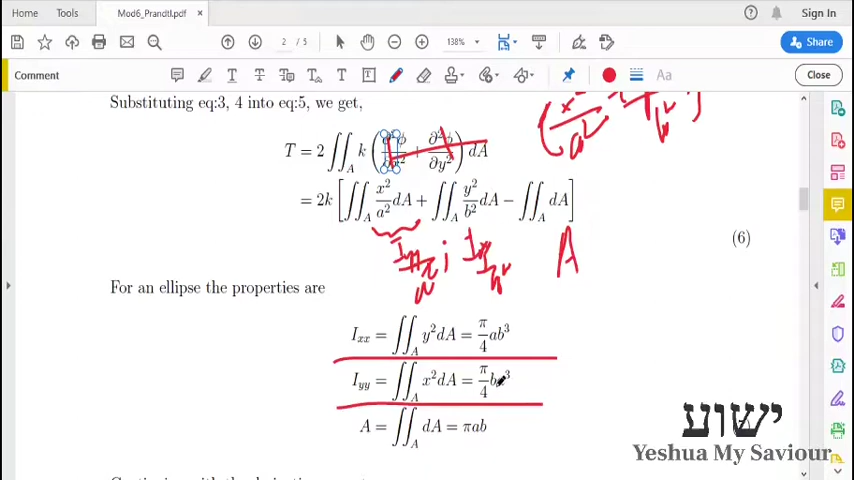 Home Tools Mod6_Prandtl.pdf × Sign In
2 / 5 138% Share
Comment Close
Substituting eq:3, 4 into eq:5, we get,
T = 2 ∬_A k ( ∂²ϕ/∂x² + ∂²ϕ/∂y² ) dA
= 2k [ ∬_A x²/a² dA + ∬_A y²/b² dA − ∬_A dA ]
A
(6)
For an ellipse the properties are
I_xx = ∬_A y²dA = π/4 ab³
I_yy = ∬_A x²dA = π/4 ba³
A = ∬_A dA = πab
ישוע
Yeshua My Saviour